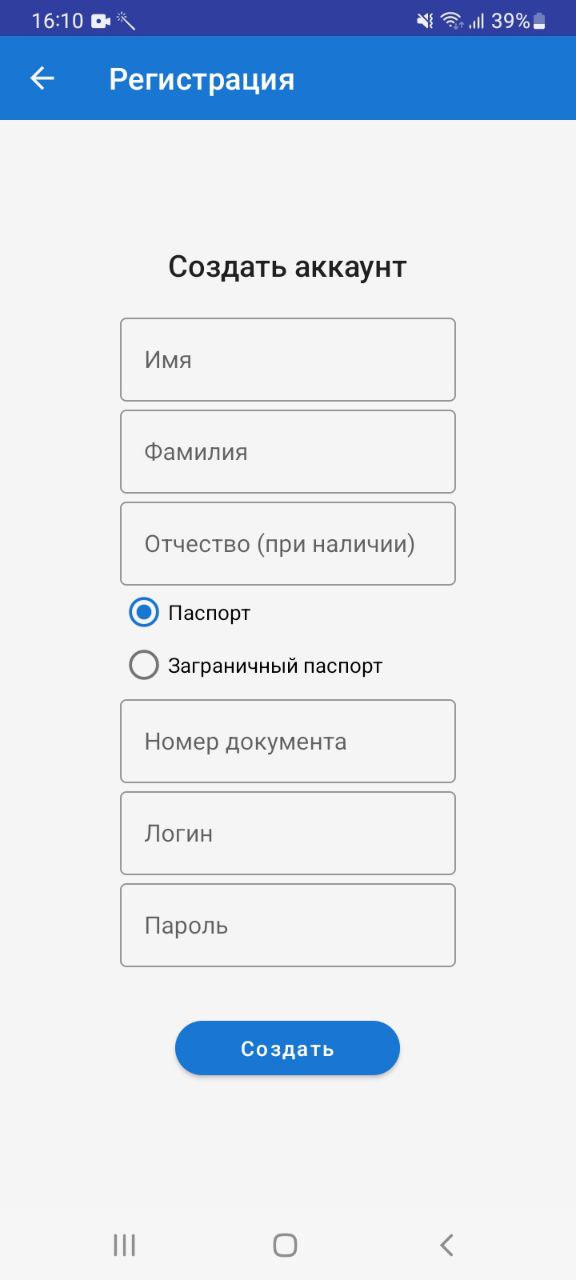 16:10 39%
Регистрация
Создать аккаунт
Имя
Фамилия
Отчество (при наличии)
Паспорт
Заграничный паспорт
Номер документа
Логин
Пароль
Создать